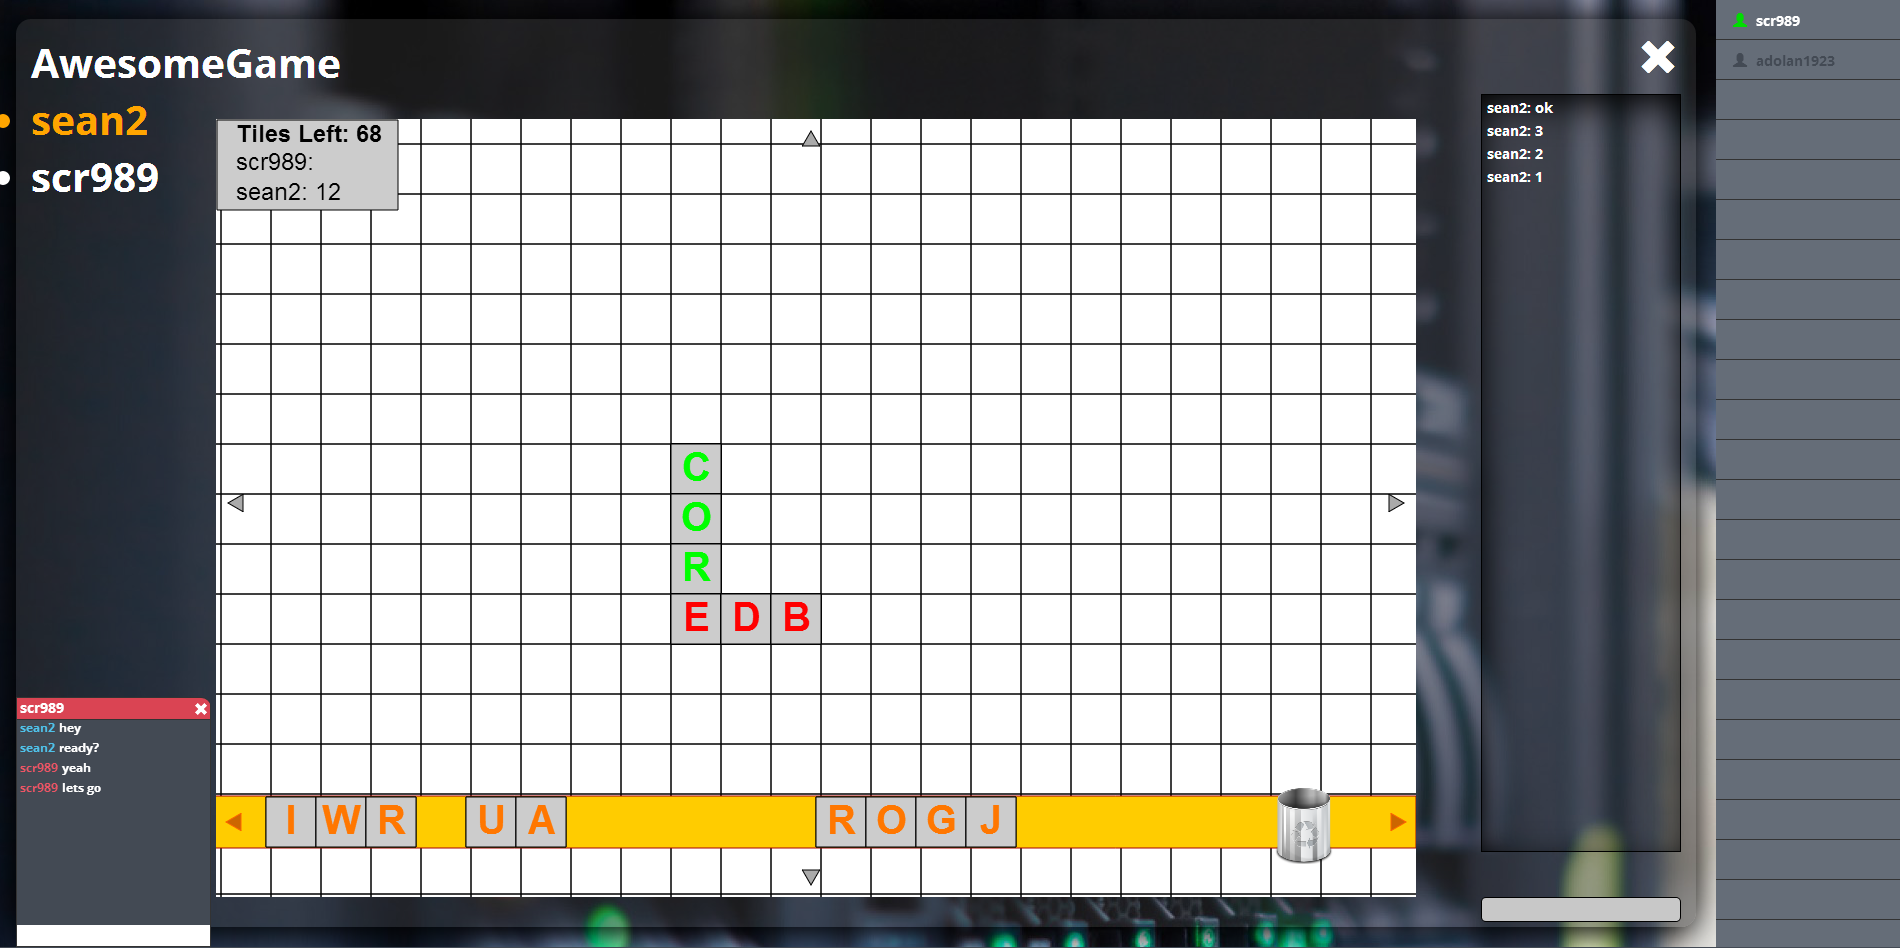 AwesomeGame
sean2
scr989
Tiles Left: 68
scr989:
sean2: 12
C
O
R
E D B
I W R U A R O G J
scr989
sean2 hey
sean2 ready?
scr989 yeah
scr989 lets go
sean2: ok
sean2: 3
sean2: 2
sean2: 1
scr989
adolan1923